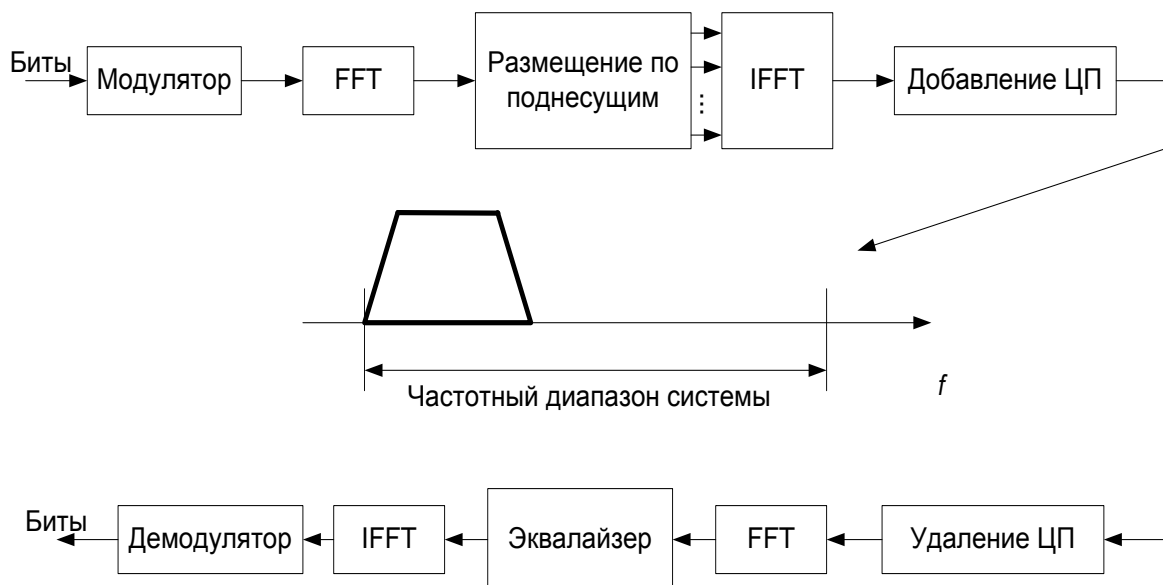 Биты
Модулятор
FFT
Размещение по
поднесущим
...
IFFT
Добавление ЦП
Частотный диапазон системы
f
Биты
Демодулятор
IFFT
Эквалайзер
FFT
Удаление ЦП